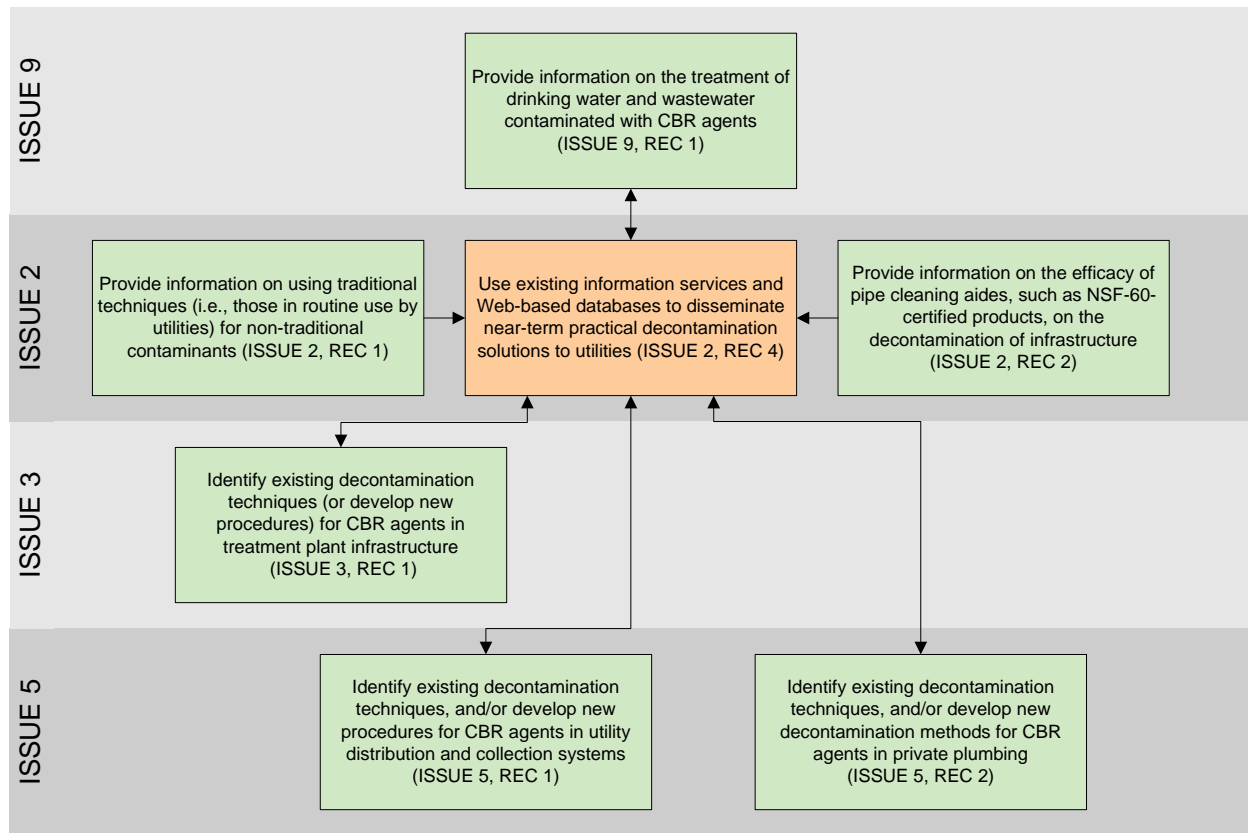 ISSUE 9
Provide information on the treatment of
drinking water and wastewater
contaminated with CBR agents
(ISSUE 9, REC 1)
ISSUE 2
Provide information on using traditional
techniques (i.e., those in routine use by
utilities) for non-traditional
contaminants (ISSUE 2, REC 1)
Use existing information services and
Web-based databases to disseminate
near-term practical decontamination
solutions to utilities (ISSUE 2, REC 4)
Provide information on the efficacy of
pipe cleaning aides, such as NSF-60-
certified products, on the
decontamination of infrastructure
(ISSUE 2, REC 2)
ISSUE 3
Identify existing decontamination
techniques (or develop new
procedures) for CBR agents in
treatment plant infrastructure
(ISSUE 3, REC 1)
ISSUE 5
Identify existing decontamination
techniques, and/or develop new
procedures for CBR agents in utility
distribution and collection systems
(ISSUE 5, REC 1)
Identify existing decontamination
techniques, and/or develop new
decontamination methods for CBR
agents in private plumbing
(ISSUE 5, REC 2)